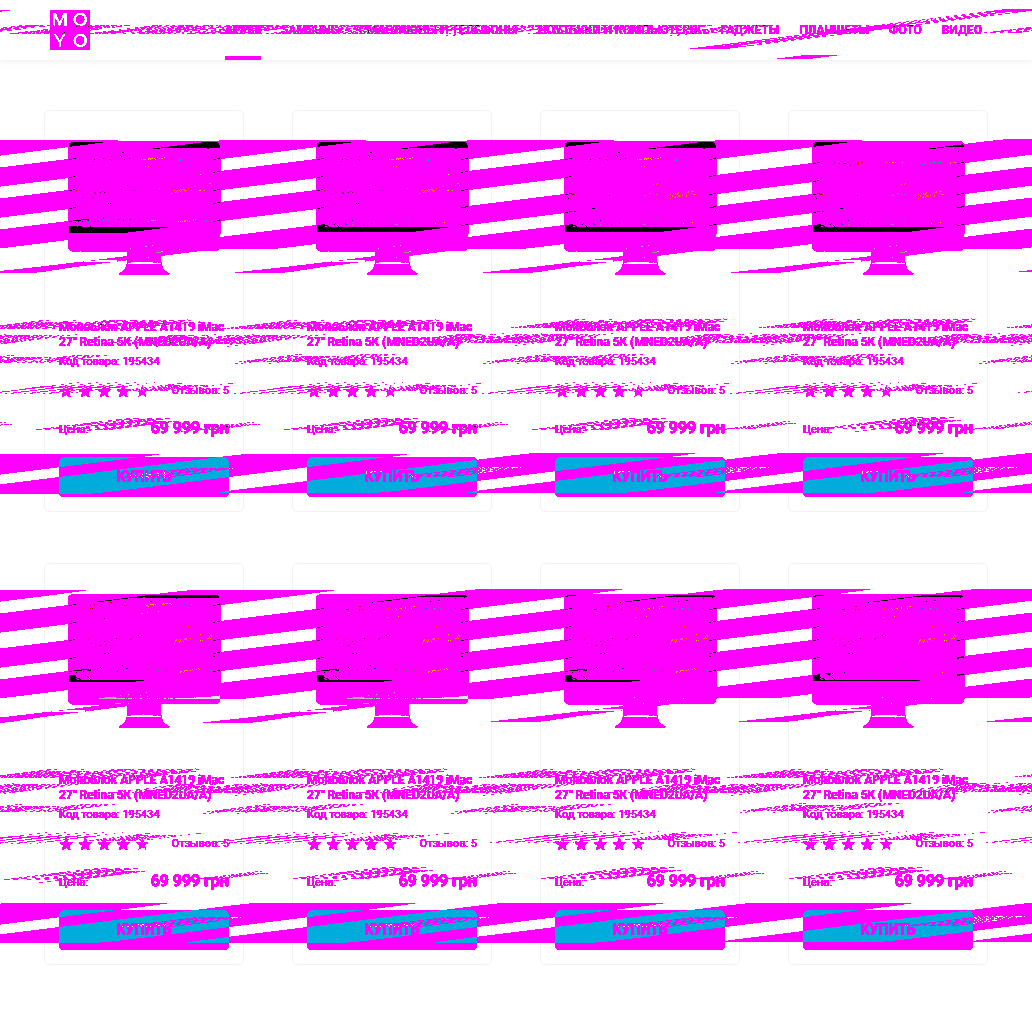 MO
YO
APPLE SAMSUNG СМАРТФОНЫ ГАДЖЕТЫ ПЛАНШЕТЫ ФОТО ВИДЕО
Моноблок APPLE A1419 iMac Моноблок APPLE A1419 iMac Моноблок APPLE A1419 iMac Моноблок APPLE A1419 iMac
27" Retina 5K (MNED2UA/A) 27" Retina 5K (MNED2UA/A) 27" Retina 5K (MNED2UA/A) 27" Retina 5K (MNED2UA/A)
Код товара: 195434 Код товара: 195434 Код товара: 195434 Код товара: 195434
Отзывов: 5 Отзывов: 5 Отзывов: 5 Отзывов: 5
Цена: 69 999 грн Цена: 69 999 грн Цена: 69 999 грн Цена: 69 999 грн
КУПИТЬ КУПИТЬ КУПИТЬ КУПИТЬ
Моноблок APPLE A1419 iMac Моноблок APPLE A1419 iMac Моноблок APPLE A1419 iMac Моноблок APPLE A1419 iMac
27" Retina 5K (MNED2UA/A) 27" Retina 5K (MNED2UA/A) 27" Retina 5K (MNED2UA/A) 27" Retina 5K (MNED2UA/A)
Код товара: 195434 Код товара: 195434 Код товара: 195434 Код товара: 195434
Отзывов: 5 Отзывов: 5 Отзывов: 5 Отзывов: 5
Цена: 69 999 грн Цена: 69 999 грн Цена: 69 999 грн Цена: 69 999 грн
КУПИТЬ КУПИТЬ КУПИТЬ КУПИТЬ